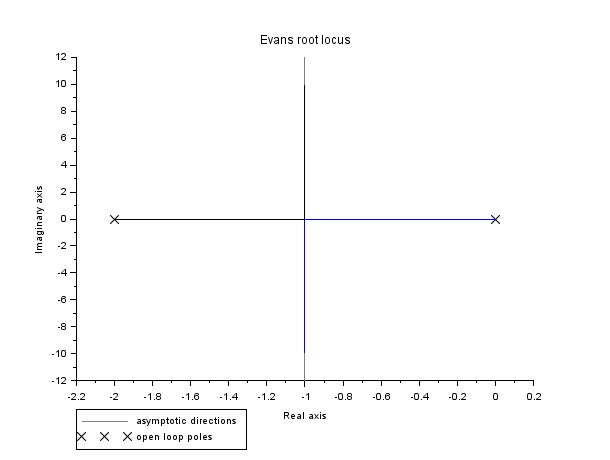 Evans root locus
12
10
8
6
4
2
0
-2
-4
-6
-8
-10
-12
Imaginary axis
-2.2 -2 -1.8 -1.6 -1.4 -1.2 -1 -0.8 -0.6 -0.4 -0.2 0 0.2
Real axis
asymptotic directions
open loop poles